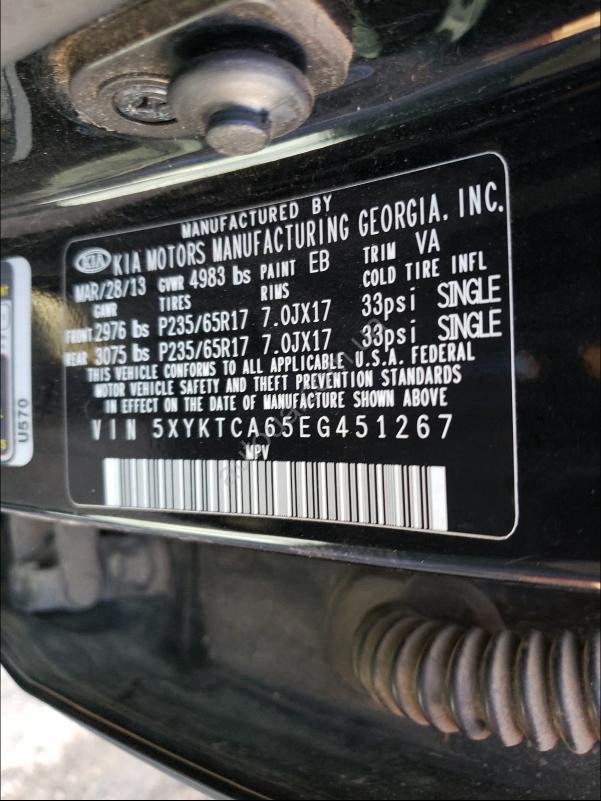 MANUFACTURED BY
KIA KIA MOTORS MANUFACTURING GEORGIA, INC.
MAR/28/13 GVWR 4983 lbs PAINT EB TRIM VA
GAWR TIRES RIMS COLD TIRE INFL
FRONT 2976 lbs P235/65R17 7.0JX17 33psi SINGLE
REAR 3075 lbs P235/65R17 7.0JX17 33psi SINGLE
THIS VEHICLE CONFORMS TO ALL APPLICABLE U.S.A. FEDERAL
MOTOR VEHICLE SAFETY AND THEFT PREVENTION STANDARDS
IN EFFECT ON THE DATE OF MANUFACTURE SHOWN ABOVE
VIN 5XYKTCA65EG451267
MPV
U570